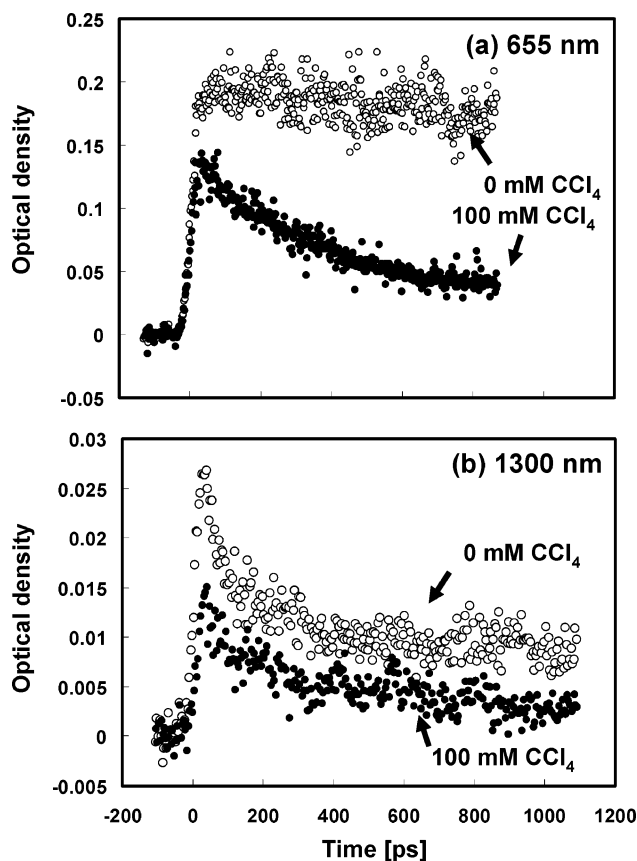 (a) 655 nm
0.25
0.2
0.15
0.1
0.05
0
-0.05
Optical density
0 mM CCl4
100 mM CCl4
(b) 1300 nm
0.03
0.025
0.02
0.015
0.01
0.005
0
-0.005
Optical density
0 mM CCl4
100 mM CCl4
-200 0 200 400 600 800 1000 1200
Time [ps]